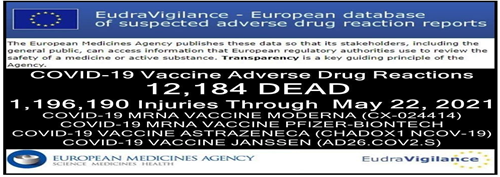 EudraVigilance - European database
of suspected adverse drug reaction reports
The European Medicines Agency publishes these data so that its stakeholders, including the
general public, can access information that European regulatory authorities use to review the
safety of a medicine or active substance. Transparency is a key guiding principle of the
Agency.
COVID-19 Vaccine Adverse Drug Reactions
12,184 DEAD
1,196,190 Injuries Through May 22, 2021
COVID-19 MRNA VACCINE MODERNA (CX-024414)
COVID-19 MRNA VACCINE PFIZER-BIONTECH
COVID-19 VACCINE ASTRAZENECA (CHADOX1 NCOV-19)
COVID-19 VACCINE JANSSEN (AD26.COV2.S)
EUROPEAN MEDICINES AGENCY
SCIENCE MEDICINES HEALTH
EudraVigilance